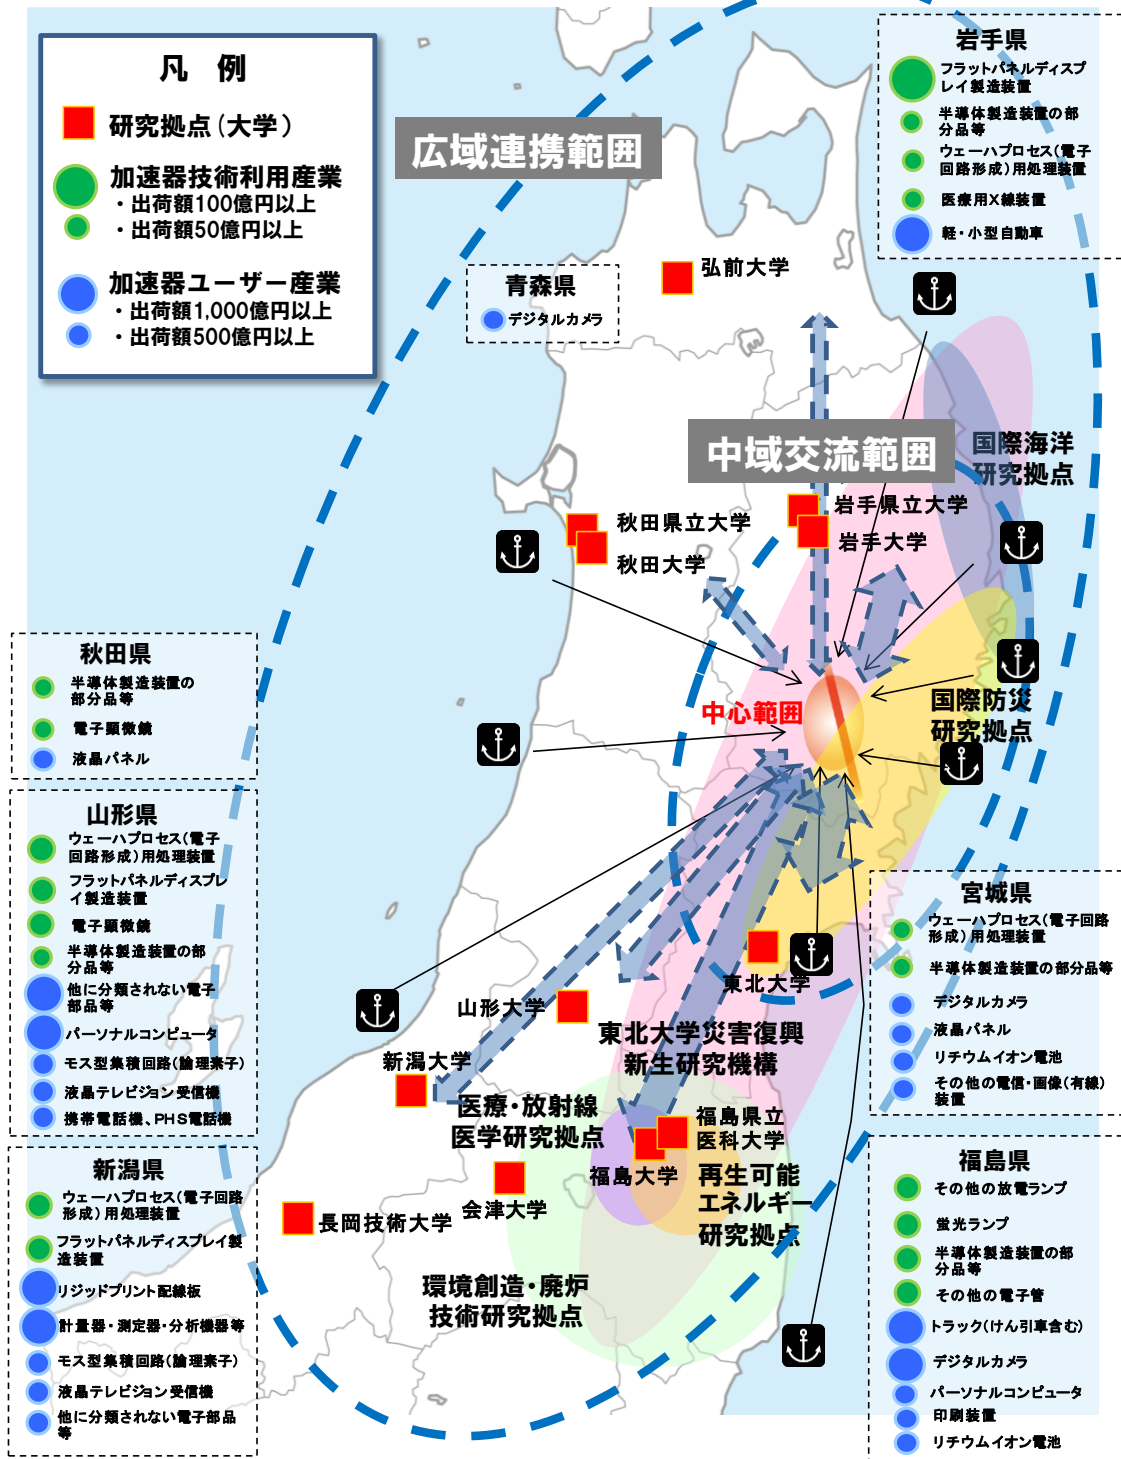 凡　例
研究拠点（大学）
加速器技術利用産業
・出荷額100億円以上
・出荷額50億円以上
加速器ユーザー産業
・出荷額1,000億円以上
・出荷額500億円以上
広域連携範囲
岩手県
フラットパネルディスプ
レイ製造装置
半導体製造装置の部
分品等
ウェーハプロセス（電子
回路形成）用処理装置
医療用X線装置
軽・小型自動車
青森県
デジタルカメラ
弘前大学
中域交流範囲
国際海洋
研究拠点
岩手県立大学
岩手大学
秋田県立大学
秋田大学
秋田県
半導体製造装置の
部分品等
電子顕微鏡
液晶パネル
中心範囲
国際防災
研究拠点
山形県
ウェーハプロセス（電子
回路形成）用処理装置
フラットパネルディスプレ
イ製造装置
電子顕微鏡
半導体製造装置の部
分品等
他に分類されない電子
部品等
パーソナルコンピュータ
モス型集積回路（論理素子）
液晶テレビジョン受信機
携帯電話機、PHS電話機
宮城県
ウェーハプロセス（電子回路
形成）用処理装置
半導体製造装置の部分品等
デジタルカメラ
液晶パネル
リチウムイオン電池
その他の電信・画像（有線）
装置
東北大学
山形大学
東北大学災害復興
新生研究機構
新潟大学
医療・放射線
医学研究拠点
福島県立
医科大学
福島大学
再生可能
エネルギー
研究拠点
会津大学
長岡技術大学
環境創造・廃炉
技術研究拠点
新潟県
ウェーハプロセス（電子回路
形成）用処理装置
フラットパネルディスプレイ製
造装置
リジッドプリント配線板
計量器・測定器・分析機器等
モス型集積回路（論理素子）
液晶テレビジョン受信機
他に分類されない電子部品
等
福島県
その他の放電ランプ
蛍光ランプ
半導体製造装置の部
分品等
その他の電子管
トラック（けん引車含む）
デジタルカメラ
パーソナルコンピュータ
印刷装置
リチウムイオン電池